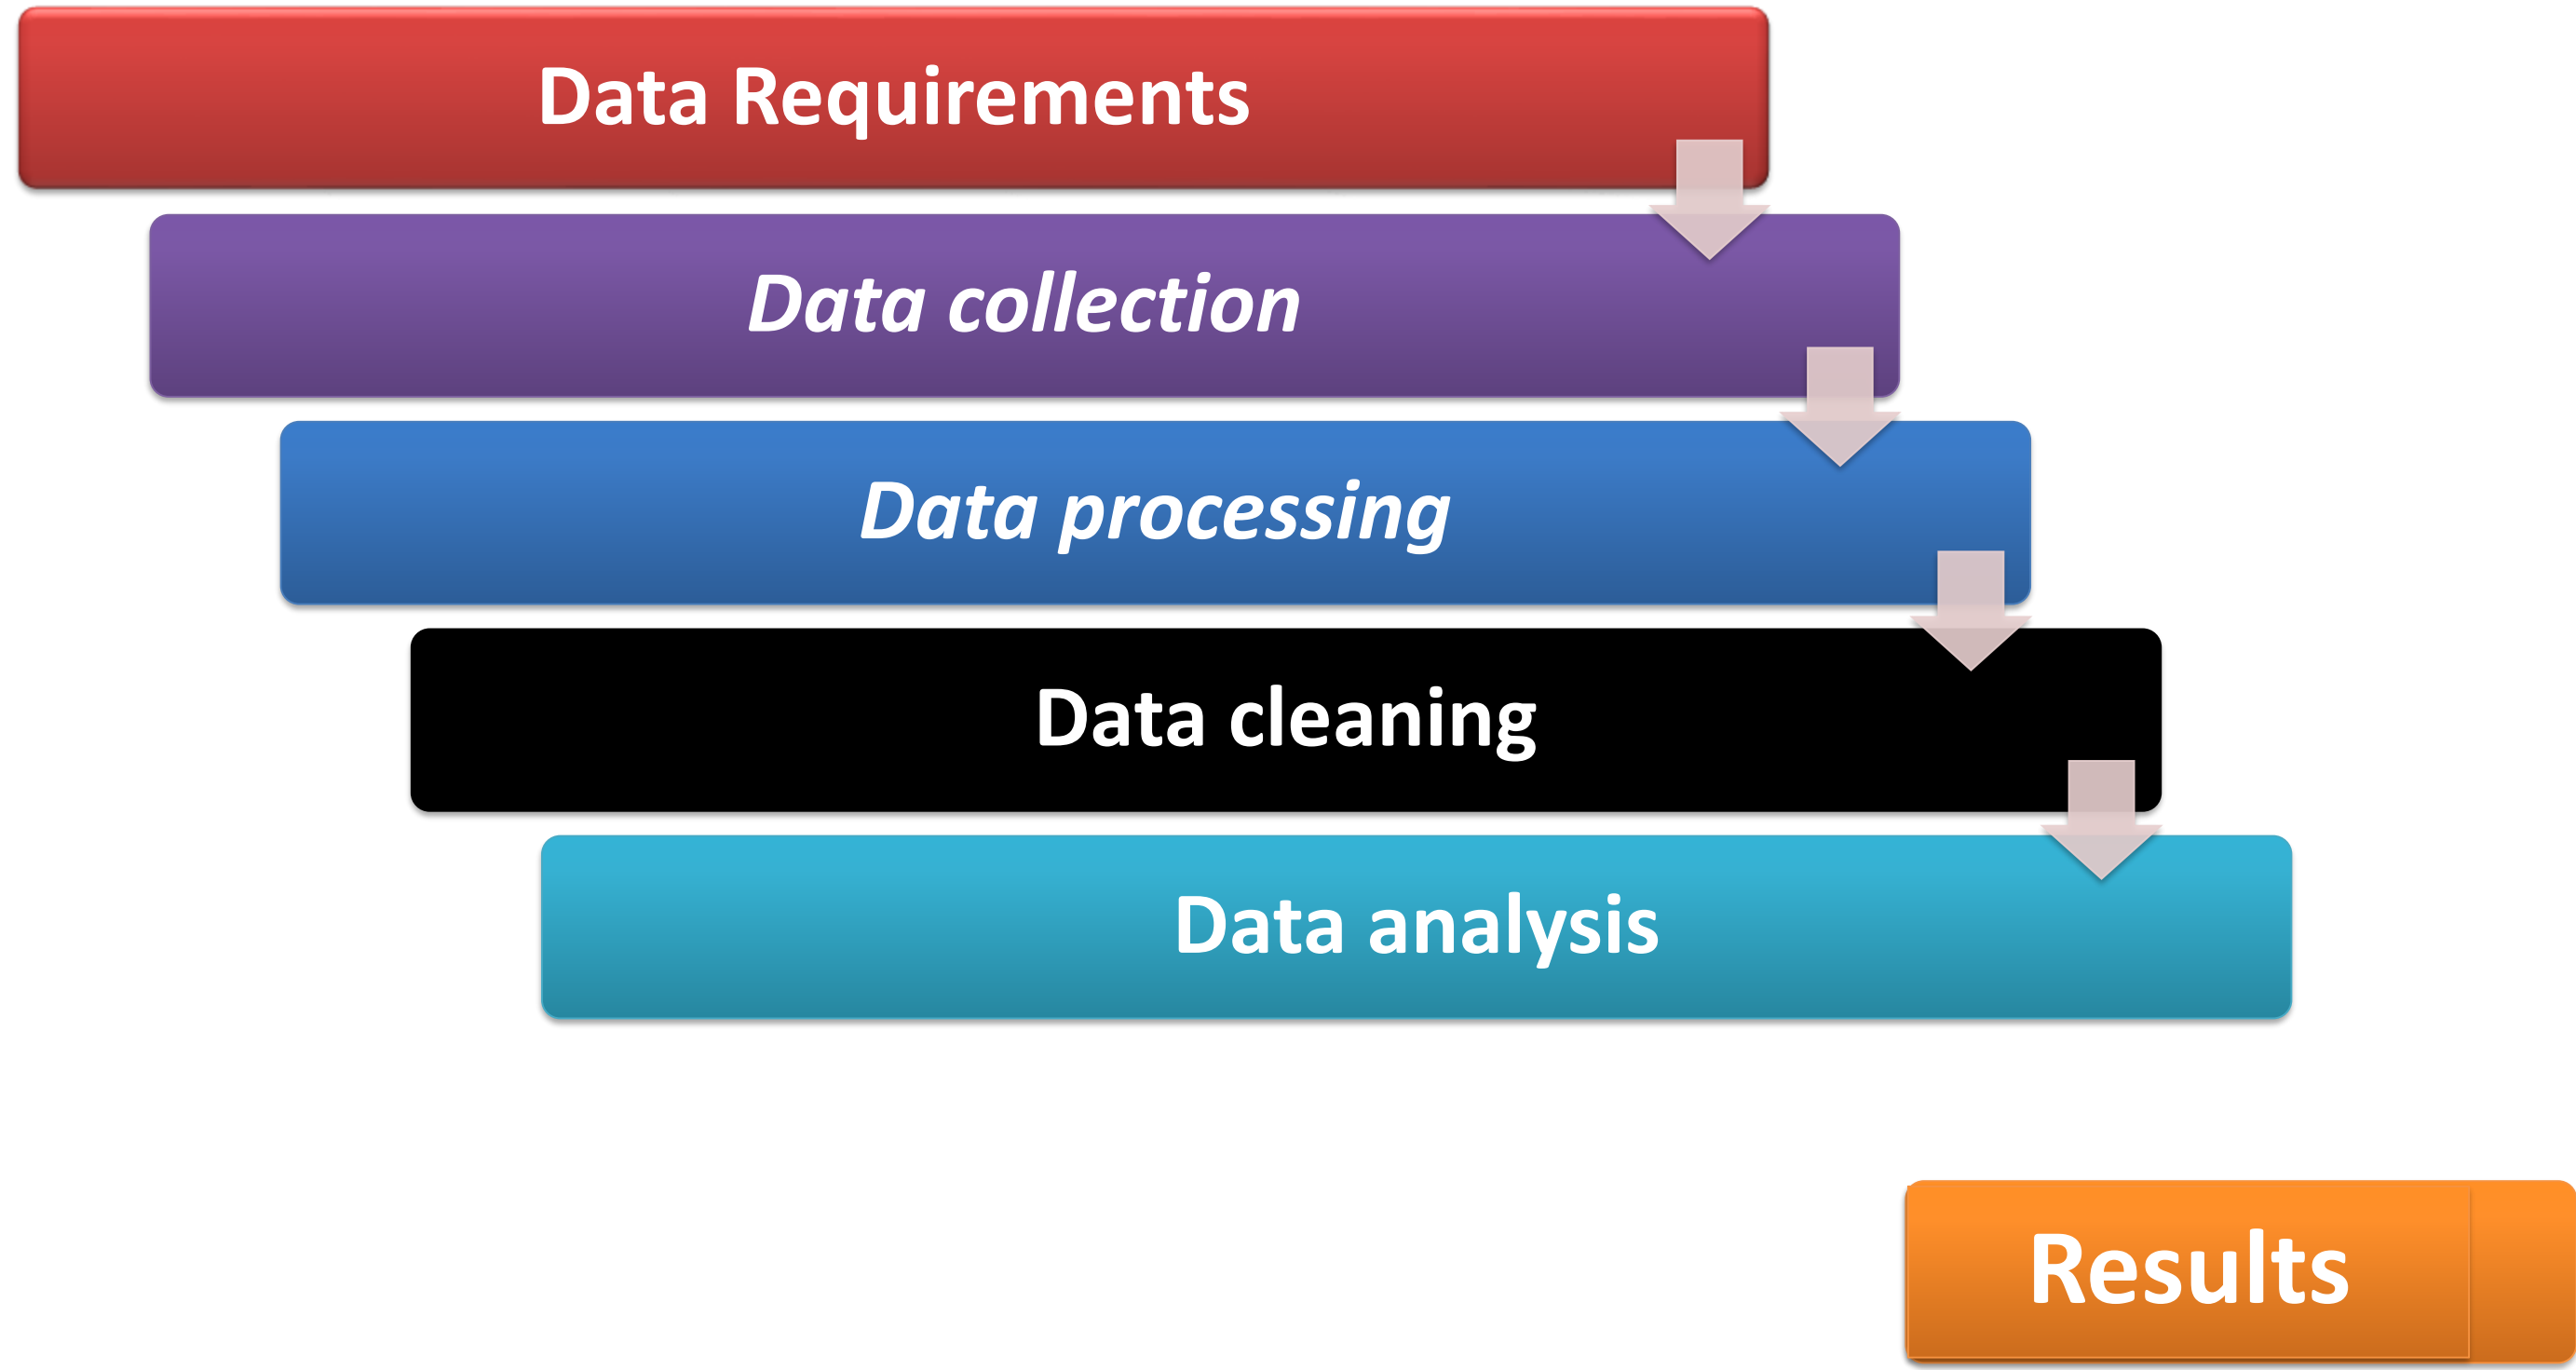 Data Requirements
Data collection
Data processing
Data cleaning
Data analysis
Results